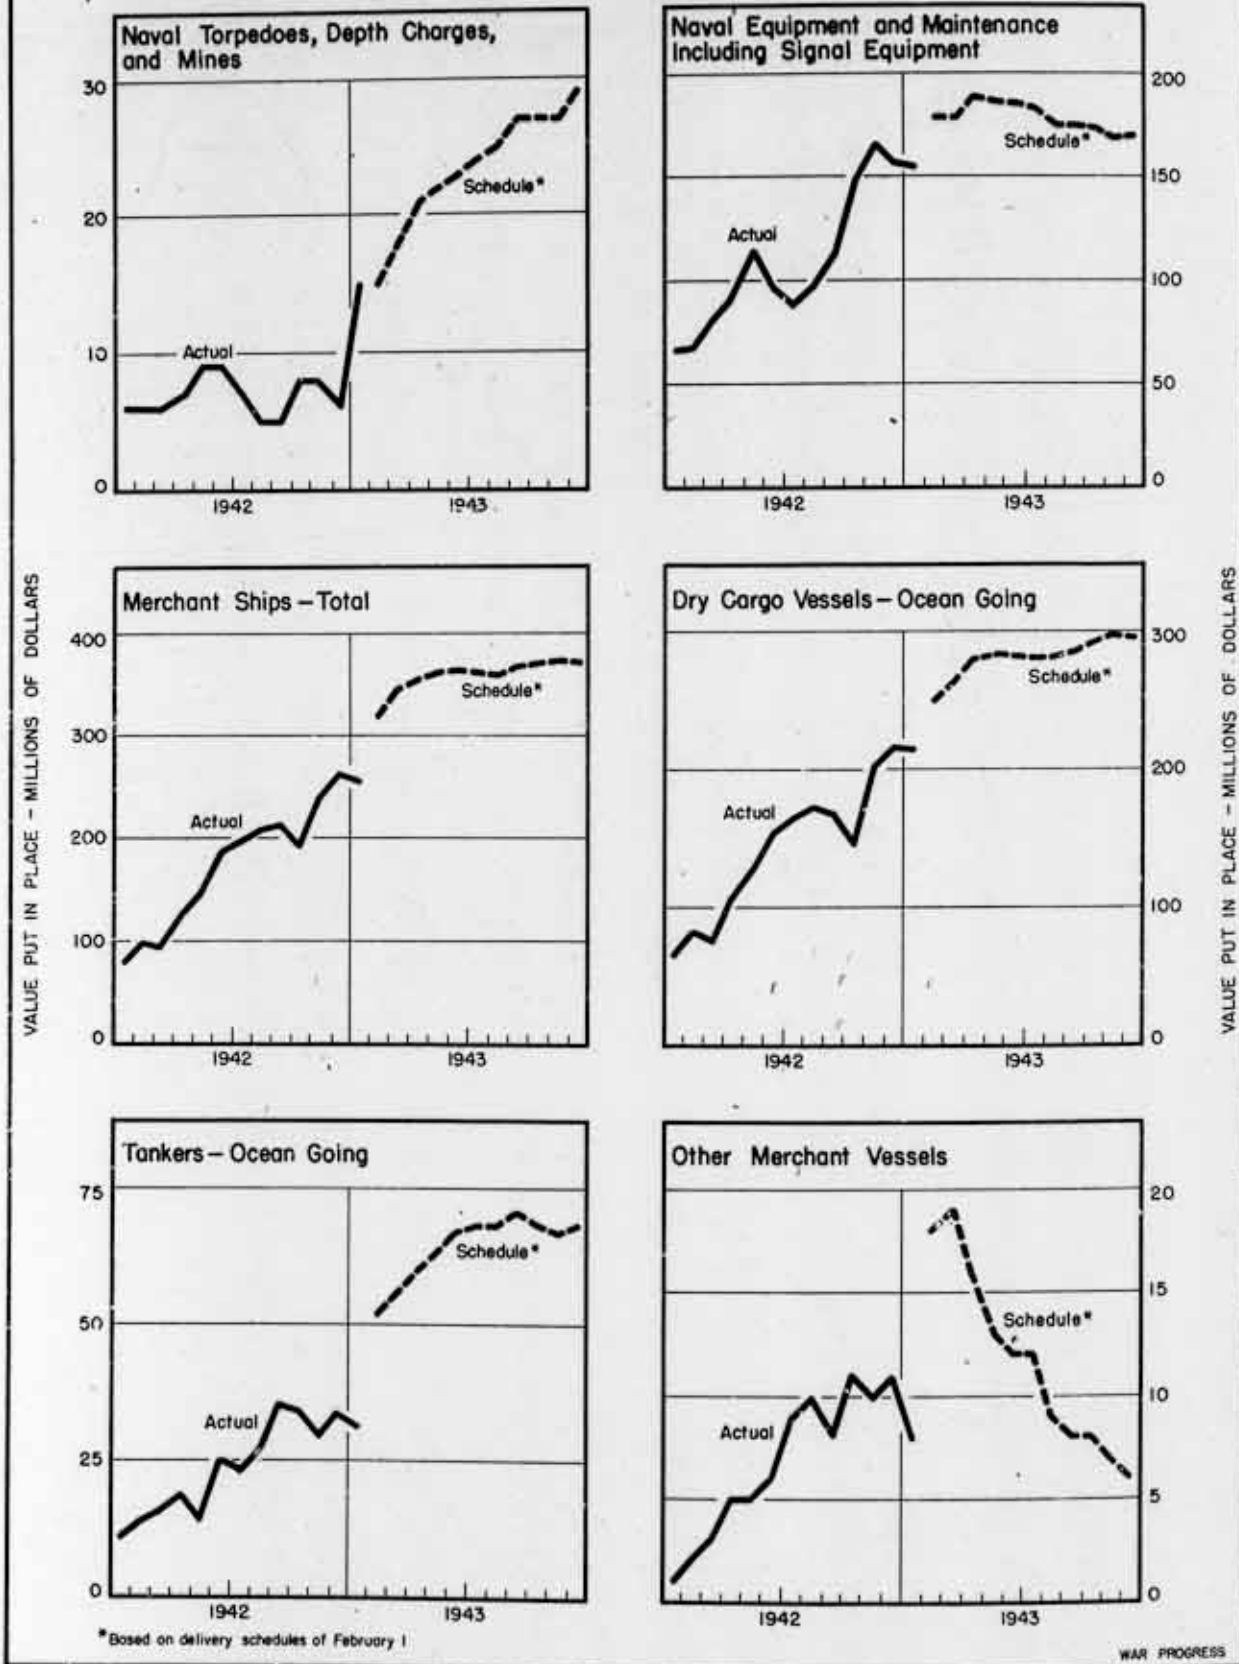 Naval Torpedoes, Depth Charges,
and Mines
30
20
10
0
Actual
Schedule*
1942
1943
Naval Equipment and Maintenance
Including Signal Equipment
200
150
100
50
0
Actual
Schedule*
1942
1943
VALUE PUT IN PLACE – MILLIONS OF DOLLARS
Merchant Ships – Total
400
300
200
100
0
Actual
Schedule*
1942
1943
Dry Cargo Vessels – Ocean Going
300
200
100
0
Actual
Schedule*
1942
1943
VALUE PUT IN PLACE – MILLIONS OF DOLLARS
Tankers – Ocean Going
75
50
25
0
Actual
Schedule*
1942
1943
Other Merchant Vessels
20
15
10
5
0
Actual
Schedule*
1942
1943
*Based on delivery schedules of February 1
WAR PROGRESS